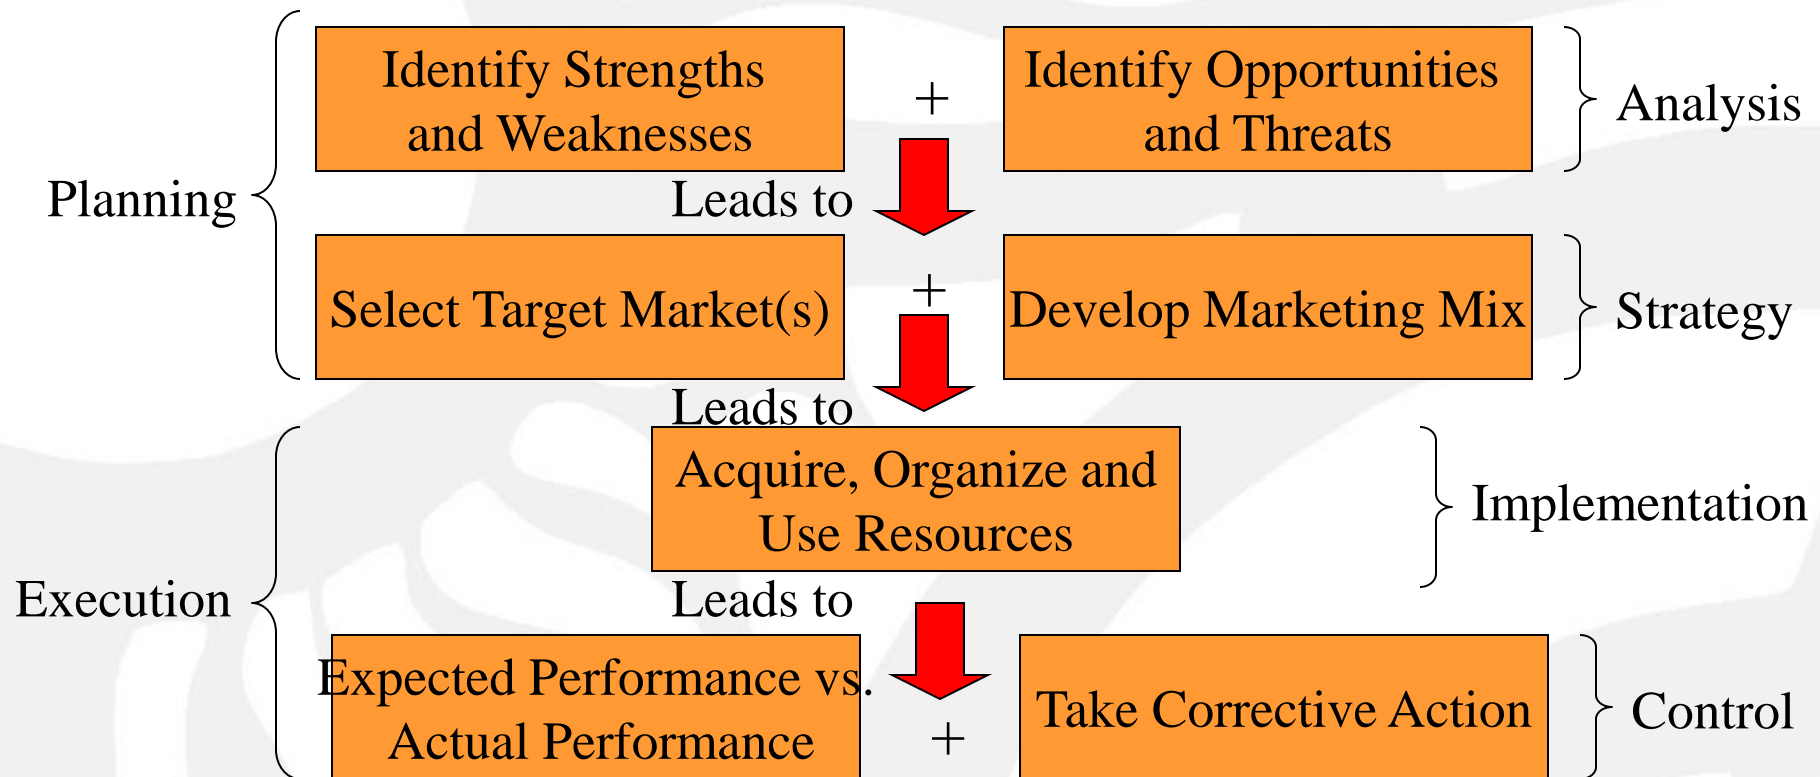 Identify Strengths
and Weaknesses
+
Identify Opportunities
and Threats
Analysis
Planning
Leads to
Select Target Market(s)
+
Develop Marketing Mix
Strategy
Leads to
Acquire, Organize and
Use Resources
Implementation
Execution
Leads to
Expected Performance vs.
Actual Performance
+
Take Corrective Action
Control